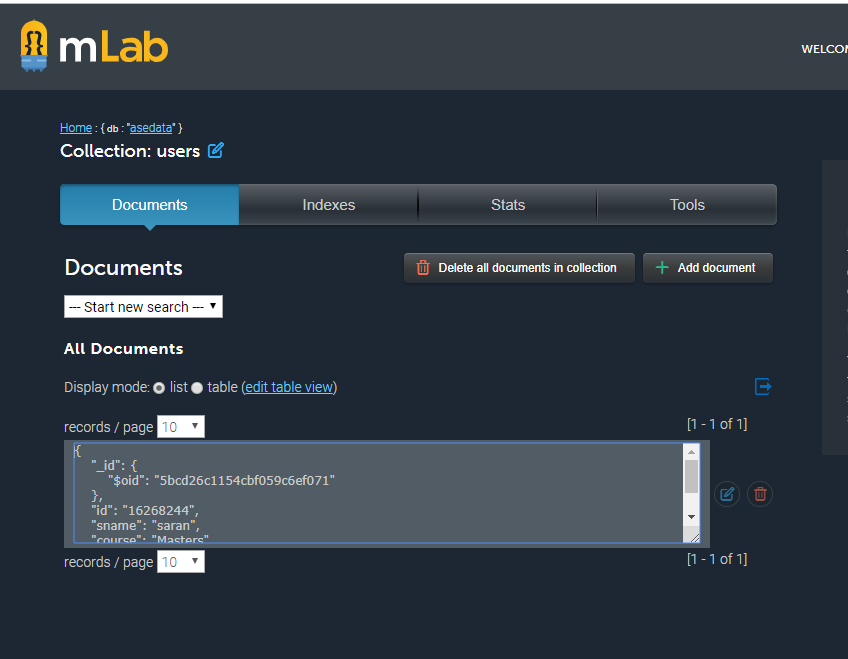 mLab
WELCOM
Home : { db : "asedata" }
Collection: users
Documents Indexes Stats Tools
Documents
Delete all documents in collection
Add document
--- Start new search ---
All Documents
Display mode: list table (edit table view)
records / page 10 [1 - 1 of 1]
{
"_id": {
"$oid": "5bcd26c1154cbf059c6ef071"
},
"id": "16268244",
"sname": "saran",
"course": "Masters"
records / page 10 [1 - 1 of 1]